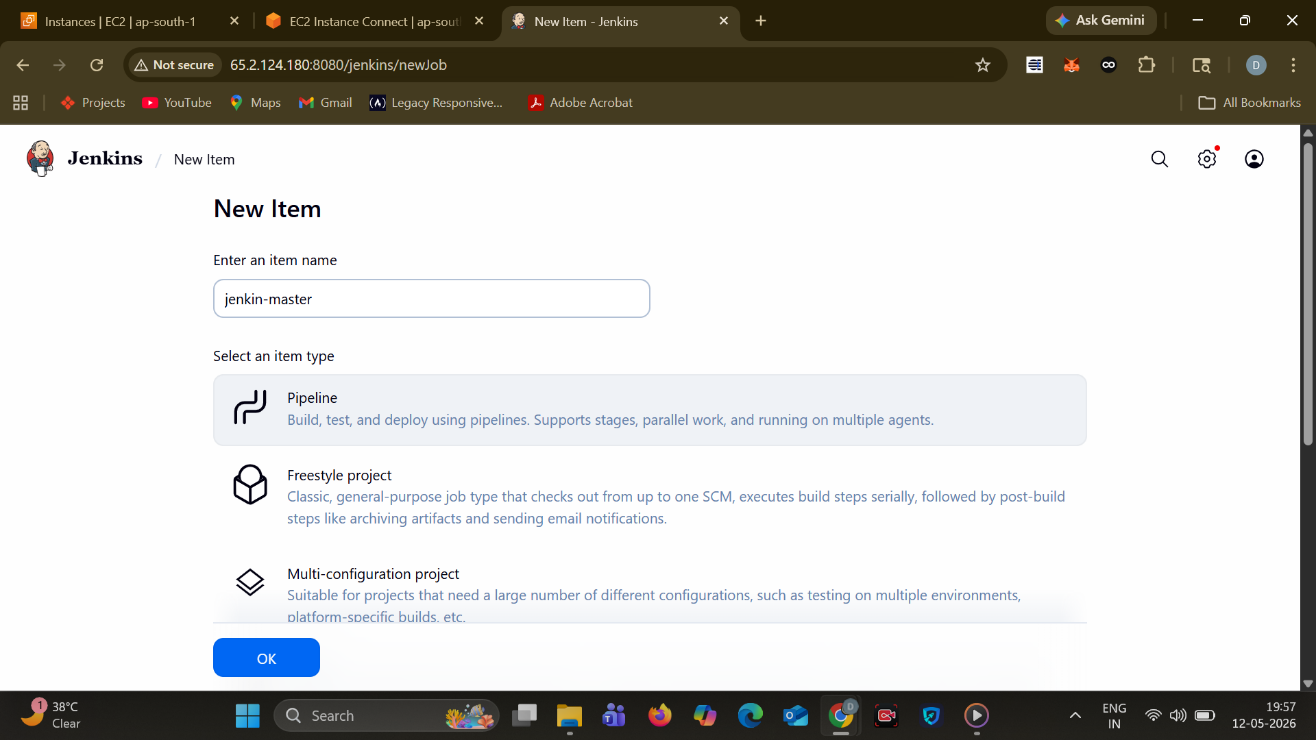 Instances | EC2 | ap-south-1
EC2 Instance Connect | ap-sout
New Item - Jenkins
Ask Gemini
Not secure
65.2.124.180:8080/jenkins/newJob
D
Projects
YouTube
Maps
Gmail
Legacy Responsive...
Adobe Acrobat
All Bookmarks
Jenkins / New Item
New Item
Enter an item name
jenkin-master
Select an item type
Pipeline
Build, test, and deploy using pipelines. Supports stages, parallel work, and running on multiple agents.
Freestyle project
Classic, general-purpose job type that checks out from up to one SCM, executes build steps serially, followed by post-build
steps like archiving artifacts and sending email notifications.
Multi-configuration project
Suitable for projects that need a large number of different configurations, such as testing on multiple environments,
platform-specific builds, etc.
OK
1
38°C
Clear
Search
D
ENG
IN
19:57
12-05-2026